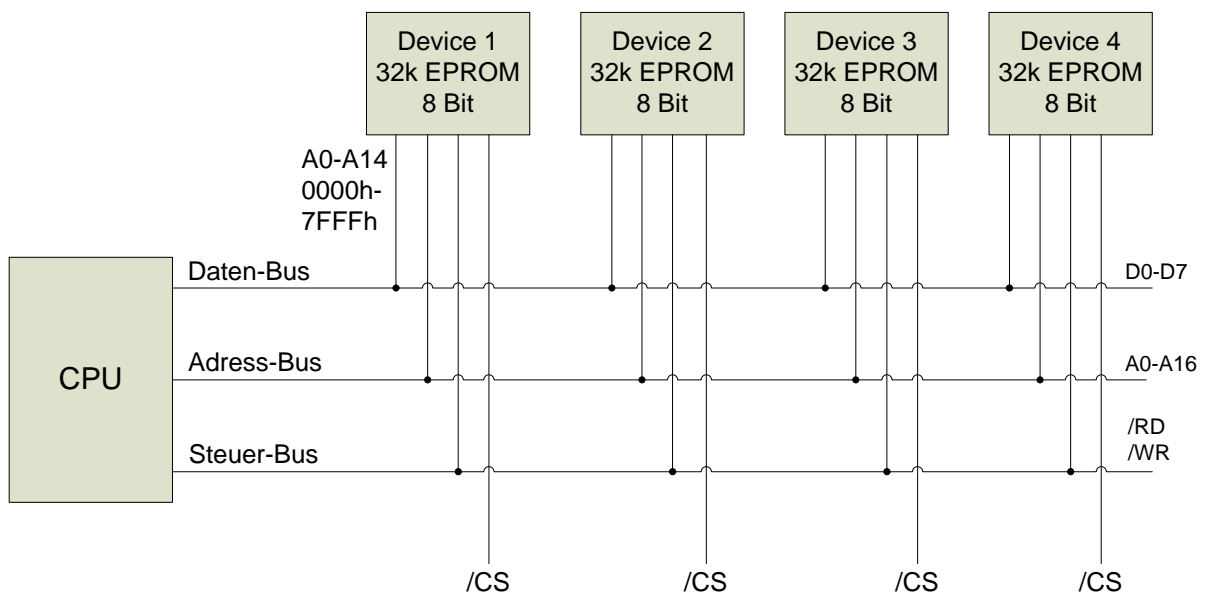 Device 1
32k EPROM
8 Bit
Device 2
32k EPROM
8 Bit
Device 3
32k EPROM
8 Bit
Device 4
32k EPROM
8 Bit
A0-A14
0000h-
7FFFh
CPU
Daten-Bus
D0-D7
Adress-Bus
A0-A16
Steuer-Bus
/RD
/WR
/CS
/CS
/CS
/CS